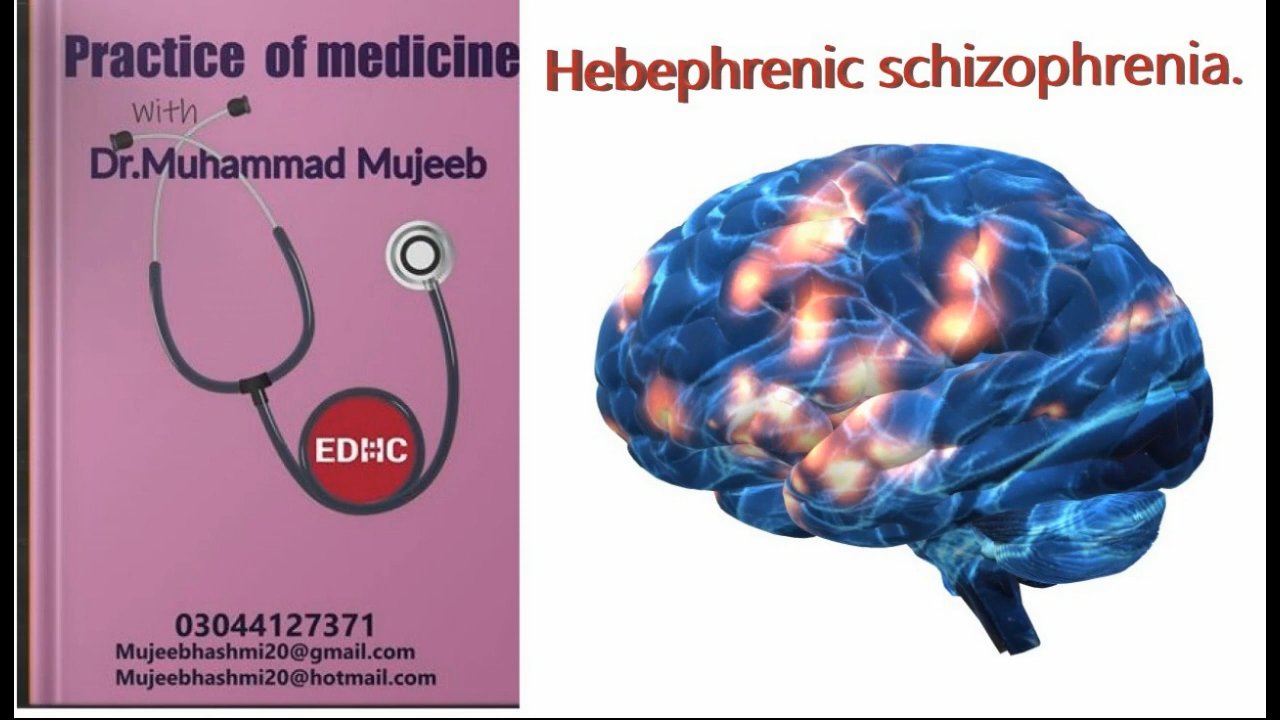 Practice of medicine
with
Dr.Muhammad Mujeeb
EDHC
03044127371
Mujeebhashmi20@gmail.com
Mujeebhashmi20@hotmail.com
Hebephrenic schizophrenia.